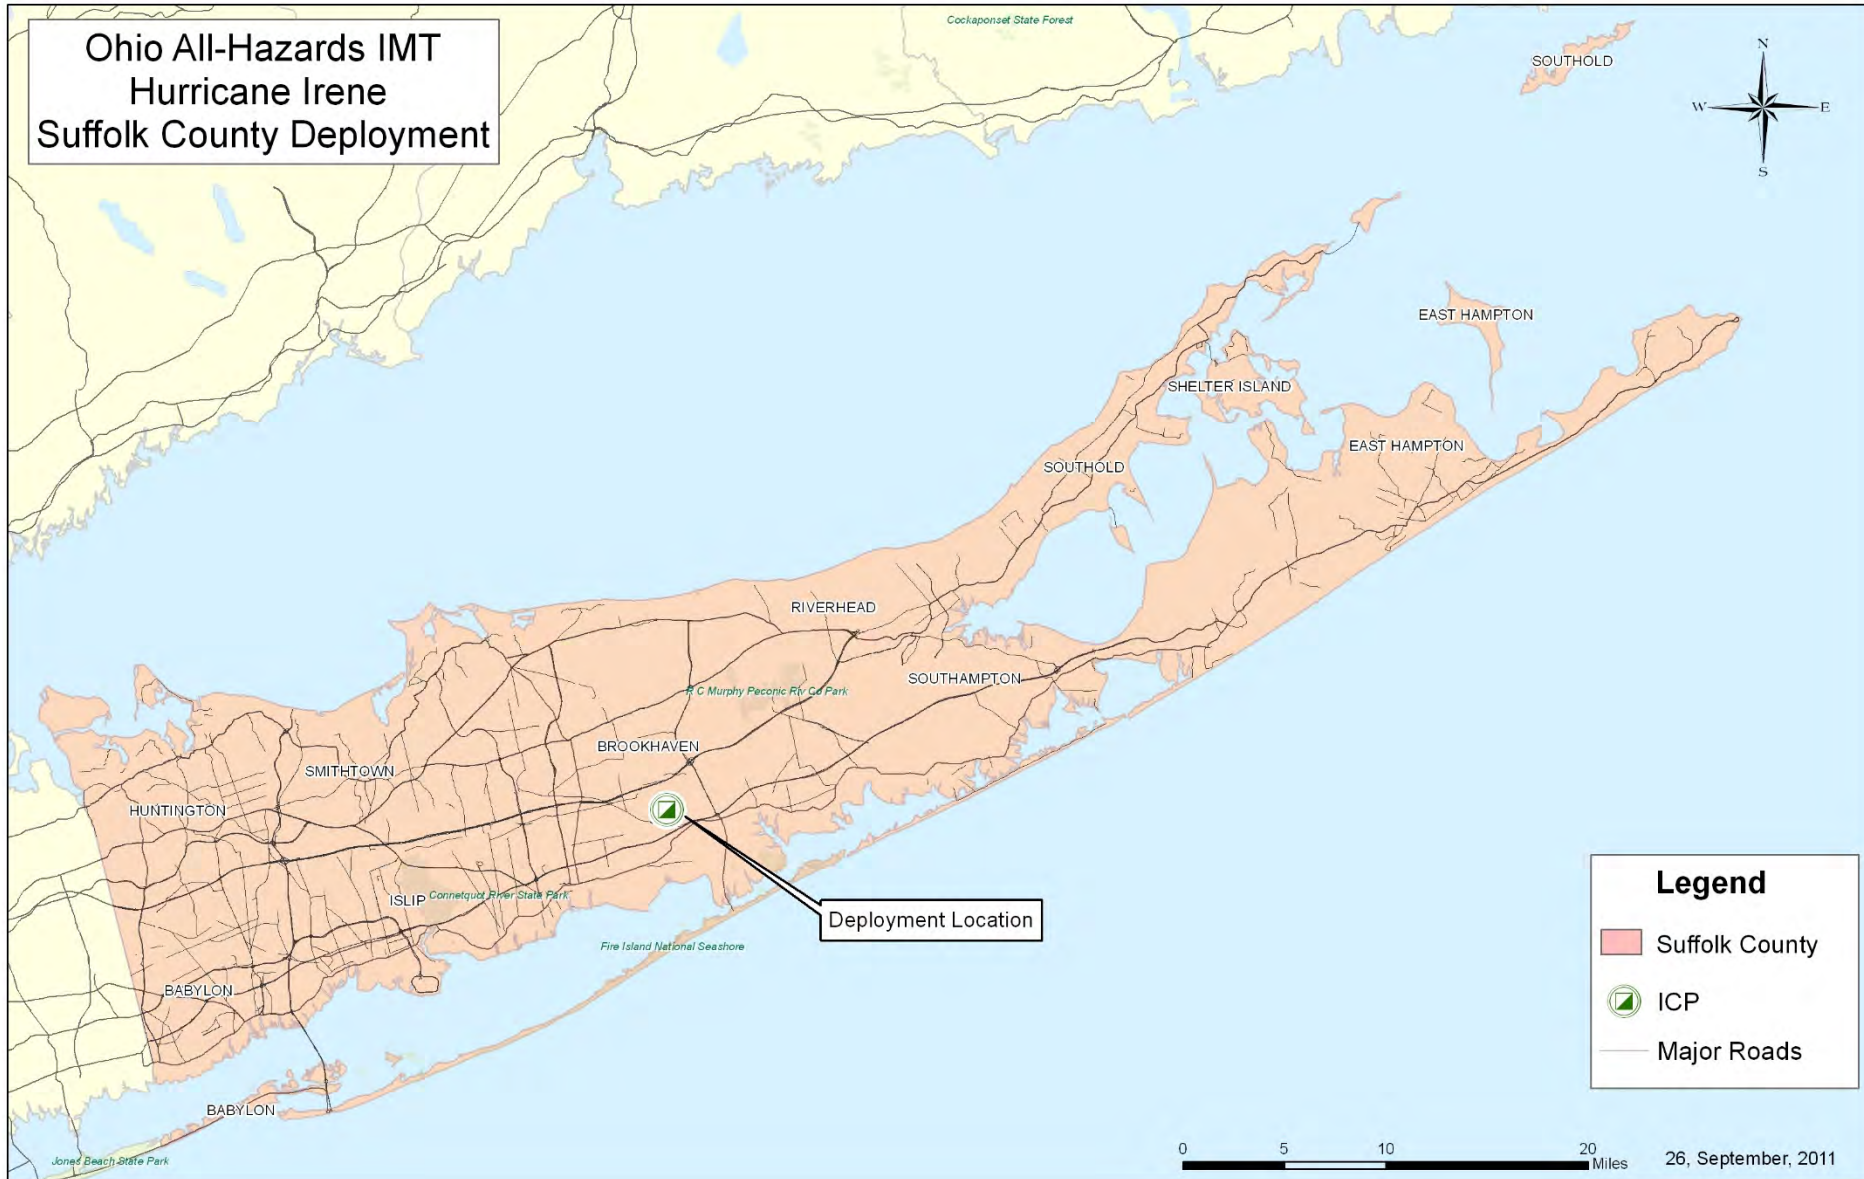 Ohio All-Hazards IMT
Hurricane Irene
Suffolk County Deployment
Cockaponset State Forest
SOUTHOLD
N
W
E
S
EAST HAMPTON
SHELTER ISLAND
EAST HAMPTON
SOUTHOLD
RIVERHEAD
SOUTHAMPTON
R C Murphy Peconic Riv Co Park
BROOKHAVEN
SMITHTOWN
HUNTINGTON
ISLIP
Connetquot River State Park
Deployment Location
Fire Island National Seashore
BABYLON
BABYLON
Jones Beach State Park
Legend
Suffolk County
ICP
Major Roads
0 5 10 20
Miles
26, September, 2011